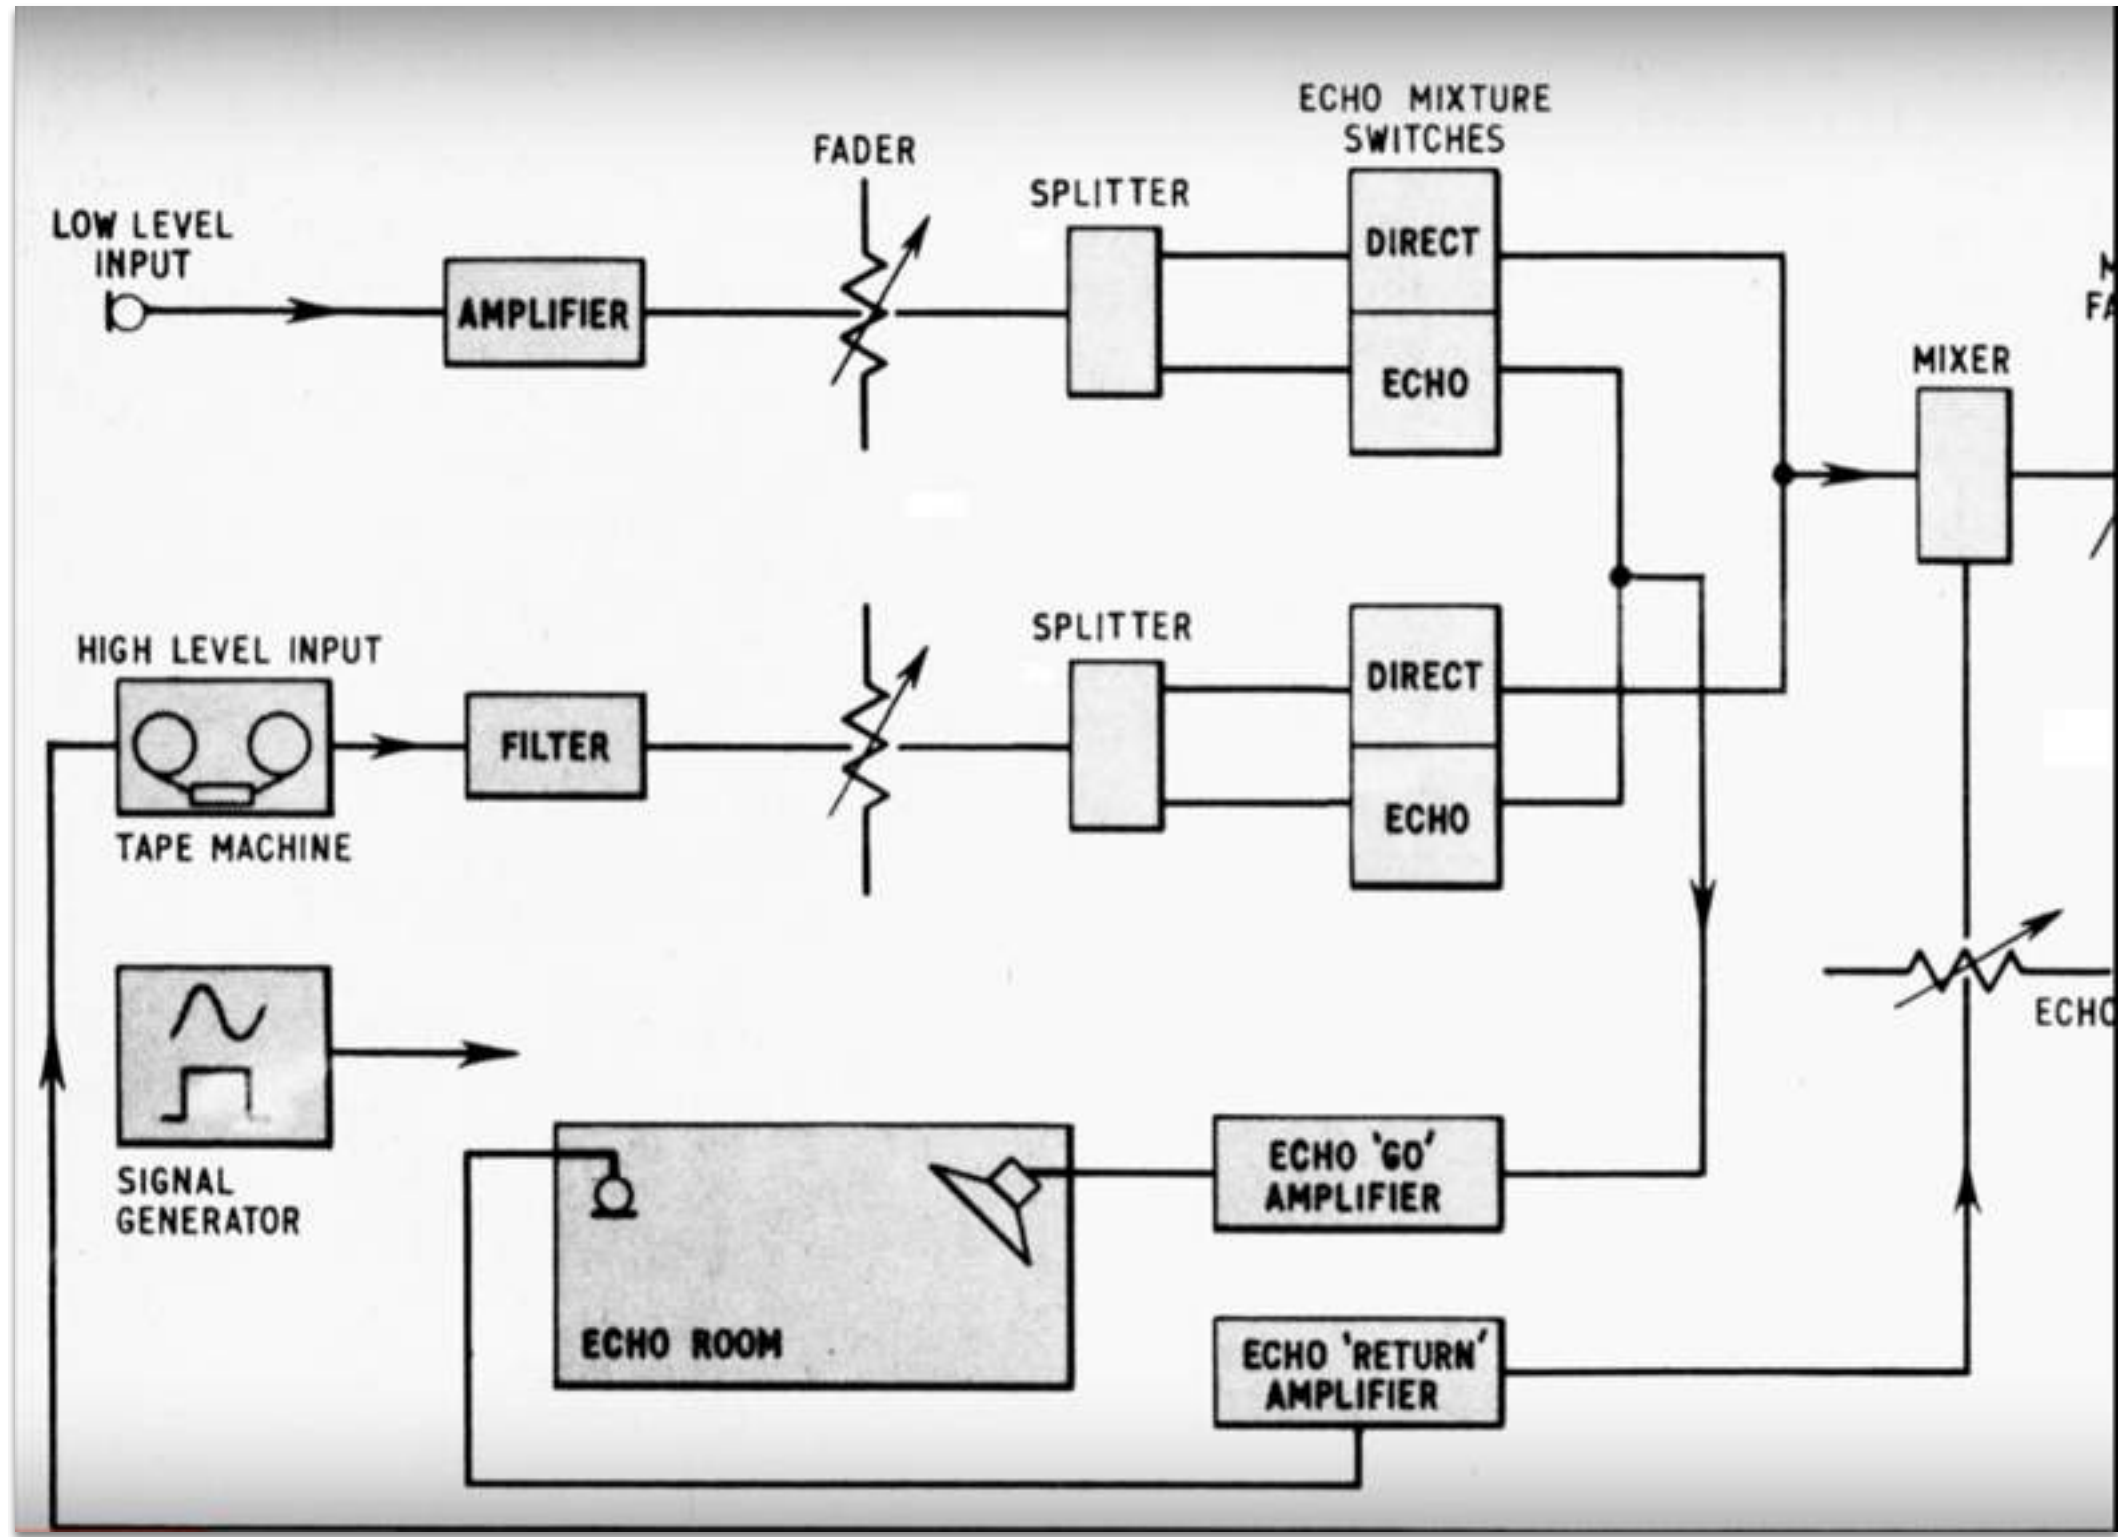 ECHO MIXTURE
SWITCHES
FADER
SPLITTER
LOW LEVEL
INPUT
DIRECT
AMPLIFIER
ECHO
MIXER
SPLITTER
HIGH LEVEL INPUT
DIRECT
FILTER
ECHO
TAPE MACHINE
ECHO
SIGNAL
GENERATOR
ECHO 'GO'
AMPLIFIER
ECHO ROOM
ECHO 'RETURN'
AMPLIFIER